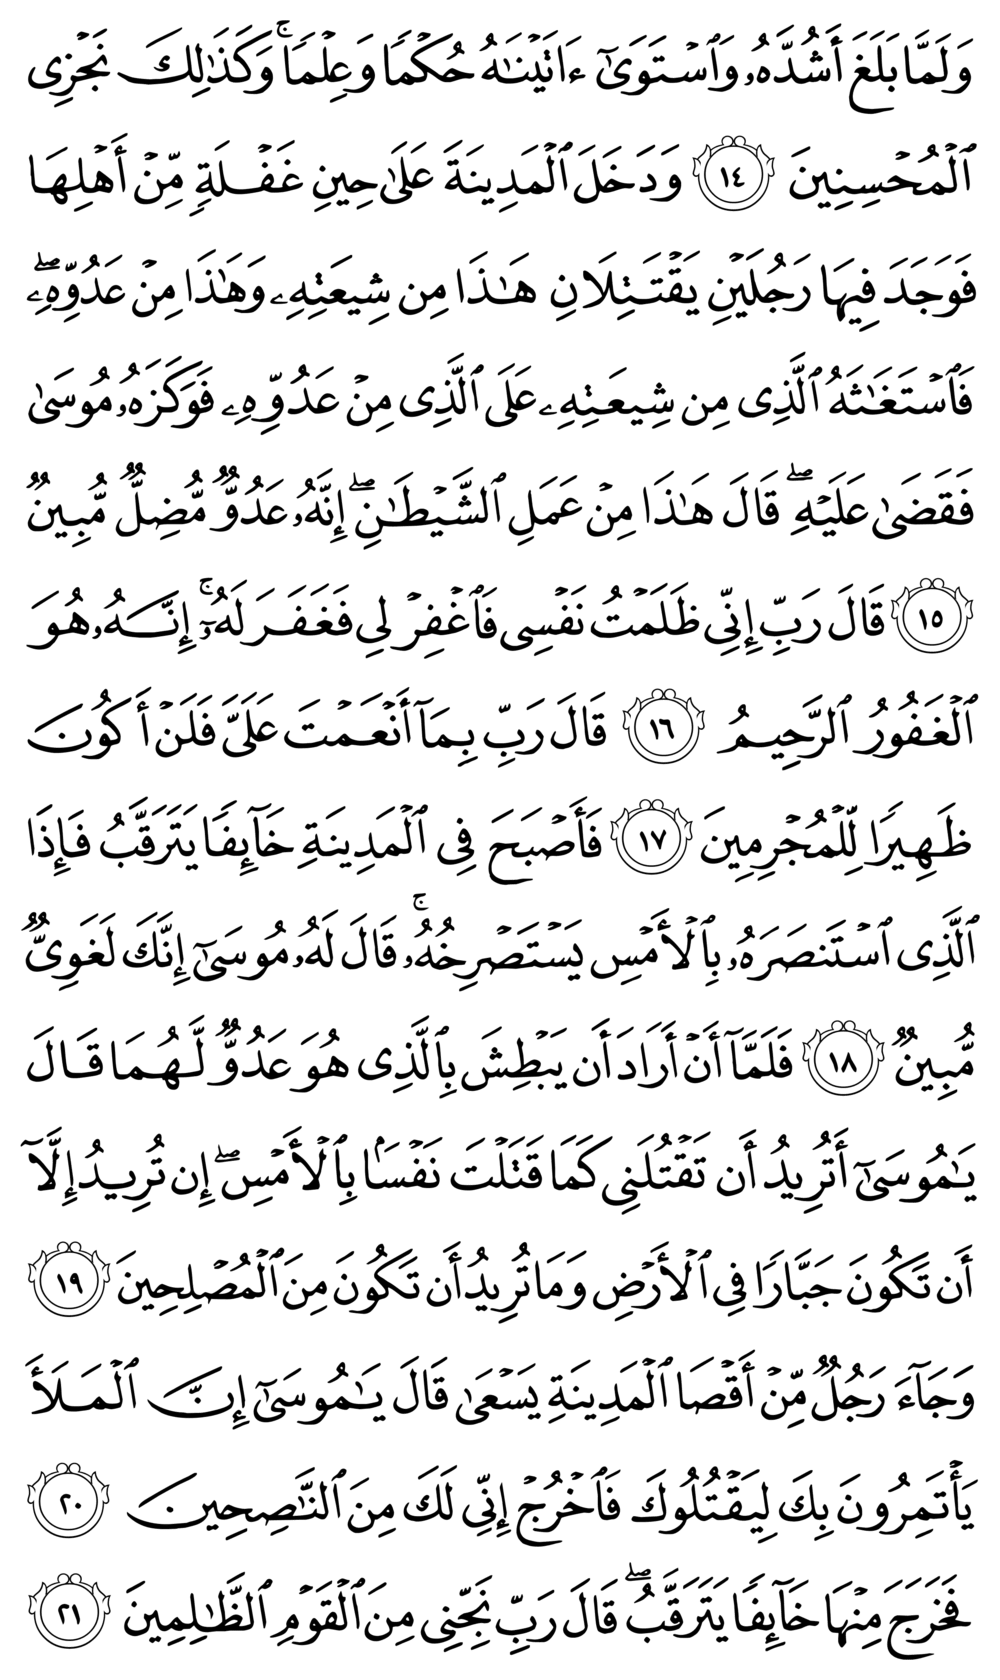 وَلَمَّا بَلَغَ أَشُدَّهُۥ وَٱسْتَوَىٰٓ ءَاتَيْنَٰهُ حُكْمًا وَعِلْمًا ۚ وَكَذَٰلِكَ نَجْزِى
ٱلْمُحْسِنِينَ ١٤ وَدَخَلَ ٱلْمَدِينَةَ عَلَىٰ حِينِ غَفْلَةٍ مِّنْ أَهْلِهَا
فَوَجَدَ فِيهَا رَجُلَيْنِ يَقْتَتِلَانِ هَٰذَا مِن شِيعَتِهِۦ وَهَٰذَا مِنْ عَدُوِّهِۦ ۖ
فَٱسْتَغَٰثَهُ ٱلَّذِى مِن شِيعَتِهِۦ عَلَى ٱلَّذِى مِنْ عَدُوِّهِۦ فَوَكَزَهُۥ مُوسَىٰ
فَقَضَىٰ عَلَيْهِ ۖ قَالَ هَٰذَا مِنْ عَمَلِ ٱلشَّيْطَٰنِ ۖ إِنَّهُۥ عَدُوٌّ مُّضِلٌّ مُّبِينٌ
١٥ قَالَ رَبِّ إِنِّى ظَلَمْتُ نَفْسِى فَٱغْفِرْ لِى فَغَفَرَ لَهُۥٓ ۚ إِنَّهُۥ هُوَ
ٱلْغَفُورُ ٱلرَّحِيمُ ١٦ قَالَ رَبِّ بِمَآ أَنْعَمْتَ عَلَىَّ فَلَنْ أَكُونَ
ظَهِيرًا لِّلْمُجْرِمِينَ ١٧ فَأَصْبَحَ فِى ٱلْمَدِينَةِ خَآئِفًا يَتَرَقَّبُ فَإِذَا
ٱلَّذِى ٱسْتَنصَرَهُۥ بِٱلْأَمْسِ يَسْتَصْرِخُهُۥ ۚ قَالَ لَهُۥ مُوسَىٰٓ إِنَّكَ لَغَوِىٌّ
مُّبِينٌ ١٨ فَلَمَّآ أَنْ أَرَادَ أَن يَبْطِشَ بِٱلَّذِى هُوَ عَدُوٌّ لَّهُمَا قَالَ
يَٰمُوسَىٰٓ أَتُرِيدُ أَن تَقْتُلَنِى كَمَا قَتَلْتَ نَفْسًۢا بِٱلْأَمْسِ ۖ إِن تُرِيدُ إِلَّآ
أَن تَكُونَ جَبَّارًا فِى ٱلْأَرْضِ وَمَا تُرِيدُ أَن تَكُونَ مِنَ ٱلْمُصْلِحِينَ ١٩
وَجَآءَ رَجُلٌ مِّنْ أَقْصَا ٱلْمَدِينَةِ يَسْعَىٰ قَالَ يَٰمُوسَىٰٓ إِنَّ ٱلْمَلَأَ
يَأْتَمِرُونَ بِكَ لِيَقْتُلُوكَ فَٱخْرُجْ إِنِّى لَكَ مِنَ ٱلنَّٰصِحِينَ ٢٠
فَخَرَجَ مِنْهَا خَآئِفًا يَتَرَقَّبُ ۖ قَالَ رَبِّ نَجِّنِى مِنَ ٱلْقَوْمِ ٱلظَّٰلِمِينَ ٢١